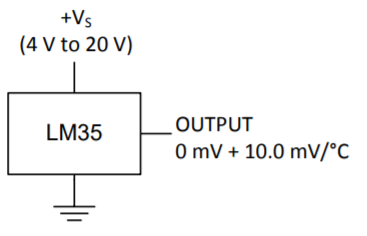 +Vs
(4 V to 20 V)
LM35
OUTPUT
0 mV + 10.0 mV/°C